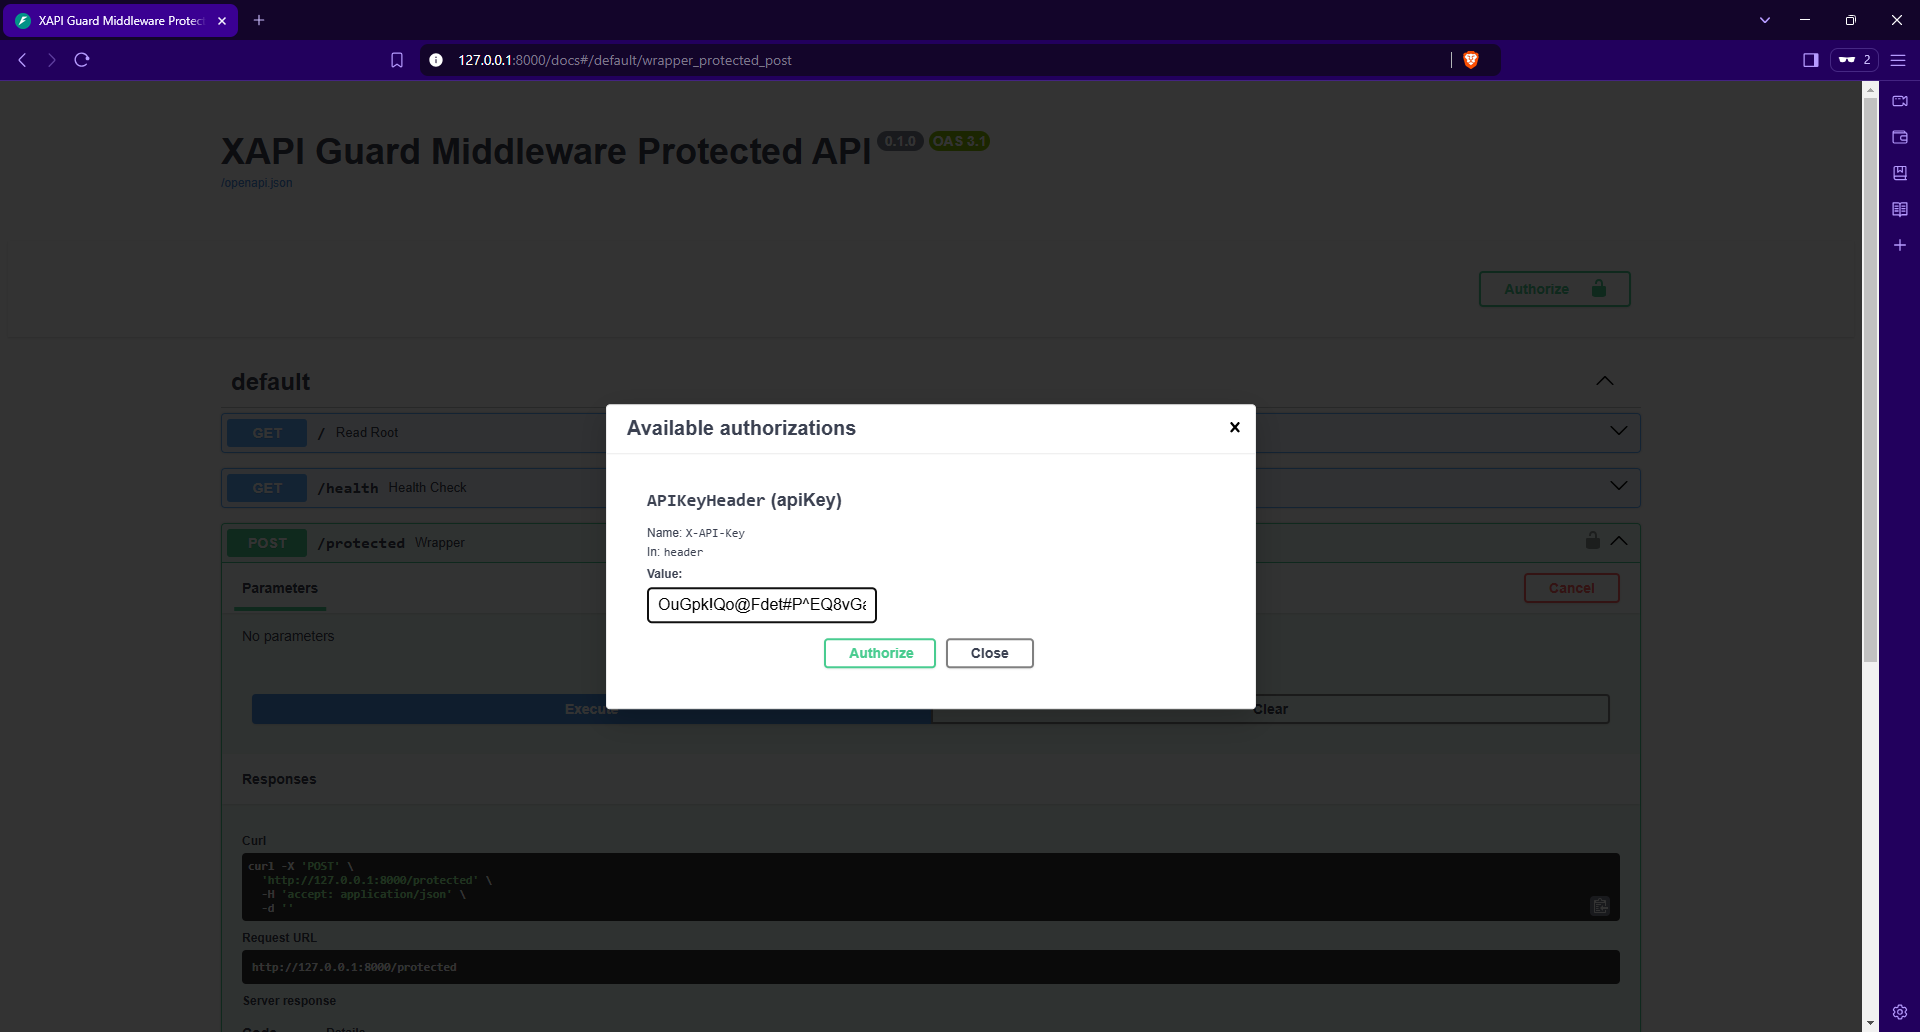 XAPI Guard Middleware Protec
127.0.0.1:8000/docs#/default/wrapper_protected_post
2
XAPI Guard Middleware Protected API 0.1.0 OAS 3.1
/openapi.json
Authorize
default
GET / Read Root
GET /health Health Check
POST /protected Wrapper
Parameters
Cancel
No parameters
Execute
Clear
Available authorizations
APIKeyHeader (apiKey)
Name: X-API-Key
In: header
Value:
OuGpk!Qo@Fdet#P^EQ8vGa
Authorize
Close
Responses
Curl
curl -X 'POST' \
'http://127.0.0.1:8000/protected' \
-H 'accept: application/json' \
-d ''
Request URL
http://127.0.0.1:8000/protected
Server response
Code Details